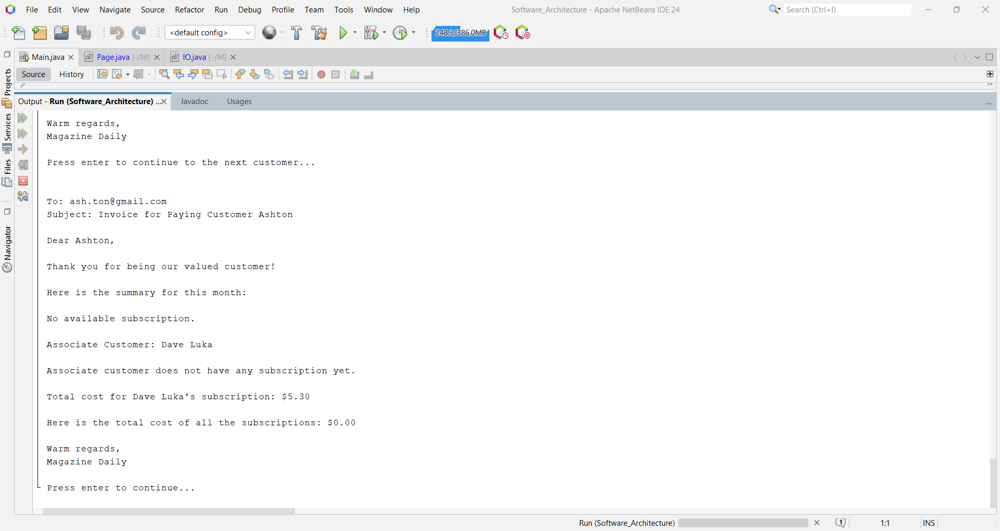 File Edit View Navigate Source Refactor Run Debug Profile Team Tools Window Help
Software_Architecture - Apache NetBeans IDE 24
Search (Ctrl+I)
<default config>
248.3/386.0MB
Main.java
Page.java [-/M]
IO.java [-/M]
Source History
Projects
Services
Files
Navigator
Output - Run (Software_Architecture) ...
Javadoc
Usages
Warm regards,
Magazine Daily
Press enter to continue to the next customer...
To: ash.ton@gmail.com
Subject: Invoice for Paying Customer Ashton
Dear Ashton,
Thank you for being our valued customer!
Here is the summary for this month:
No available subscription.
Associate Customer: Dave Luka
Associate customer does not have any subscription yet.
Total cost for Dave Luka's subscription: $5.30
Here is the total cost of all the subscriptions: $0.00
Warm regards,
Magazine Daily
Press enter to continue...
Run (Software_Architecture)
1
1:1
INS